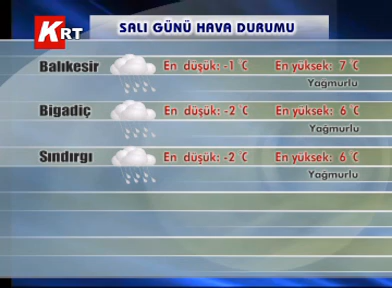 KRT
SALI GÜNÜ HAVA DURUMU
Balıkesir En düşük: -1 °C En yüksek: 7 °C
Yağmurlu
Bigadiç En düşük: -2 °C En yüksek: 6 °C
Yağmurlu
Sındırgı En düşük: -2 °C En yüksek: 6 °C
Yağmurlu